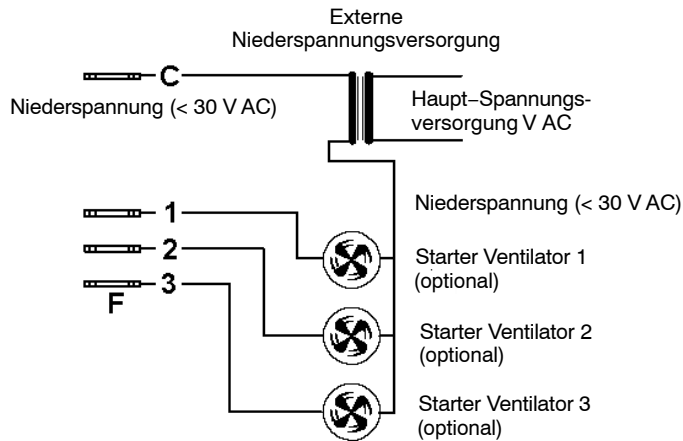 Externe
Niederspannungsversorgung
C
Niederspannung (< 30 V AC)
Haupt-Spannungs-
versorgung V AC
Niederspannung (< 30 V AC)
1
2
3
F
Starter Ventilator 1
(optional)
Starter Ventilator 2
(optional)
Starter Ventilator 3
(optional)